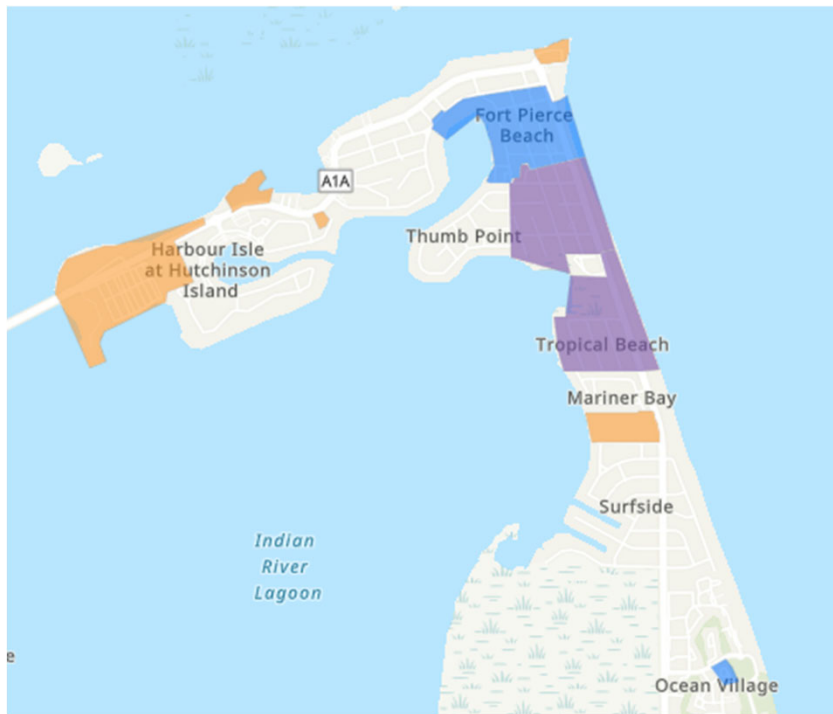 Fort Pierce
Beach
A1A
Thumb Point
Harbour Isle
at Hutchinson
Island
Tropical Beach
Mariner Bay
Surfside
Indian
River
Lagoon
e
Ocean Village